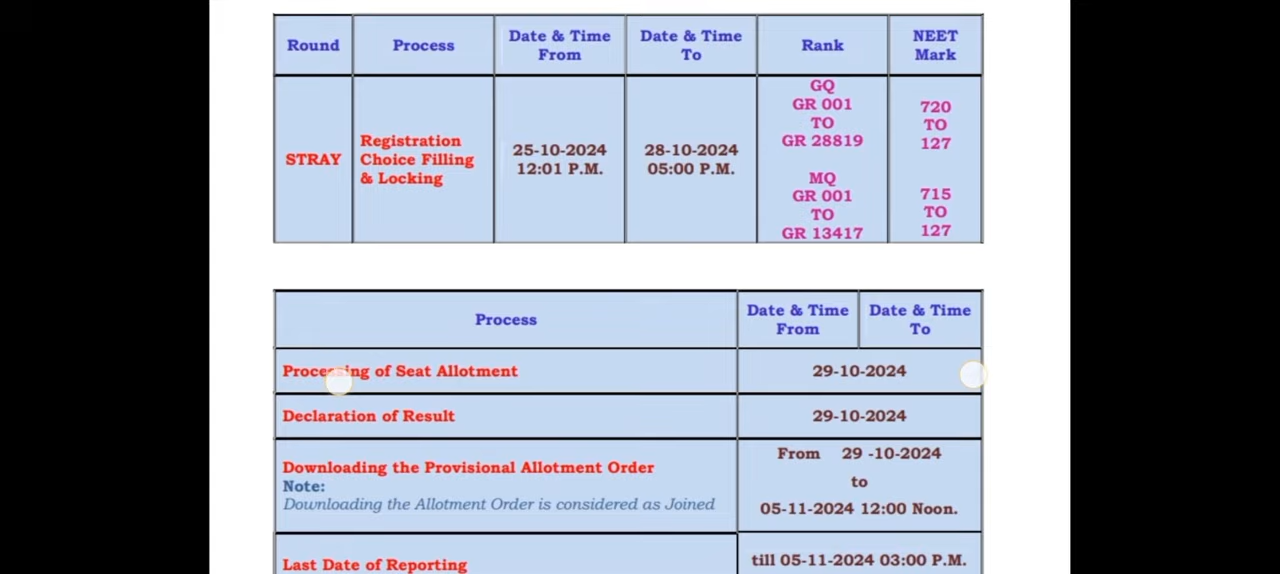 Round Process Date & Time From Date & Time To Rank NEET Mark
STRAY
Registration
Choice Filling
& Locking
25-10-2024
12:01 P.M.
28-10-2024
05:00 P.M.
GQ
GR 001
TO
GR 28819
MQ
GR 001
TO
GR 13417
720
TO
127
715
TO
127
Process
Date & Time
From
Date & Time
To
Processing of Seat Allotment
29-10-2024
Declaration of Result
29-10-2024
Downloading the Provisional Allotment Order
Note:
Downloading the Allotment Order is considered as Joined
From 29 -10-2024
to
05-11-2024 12:00 Noon.
Last Date of Reporting
till 05-11-2024 03:00 P.M.